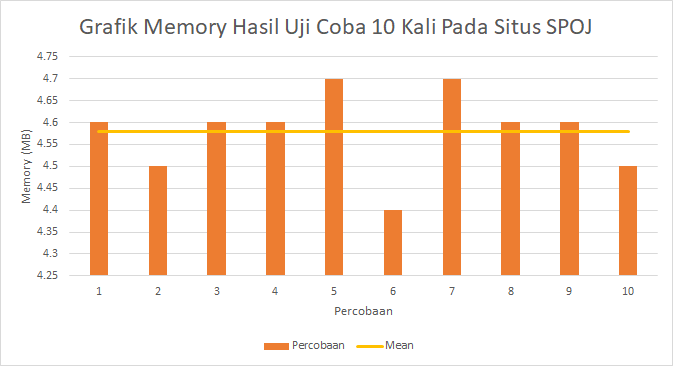 Grafik Memory Hasil Uji Coba 10 Kali Pada Situs SPOJ
4.75
4.7
4.65
4.6
4.55
4.5
4.45
4.4
4.35
4.3
4.25
Memory (MB)
1 2 3 4 5 6 7 8 9 10
Percobaan
Percobaan Mean